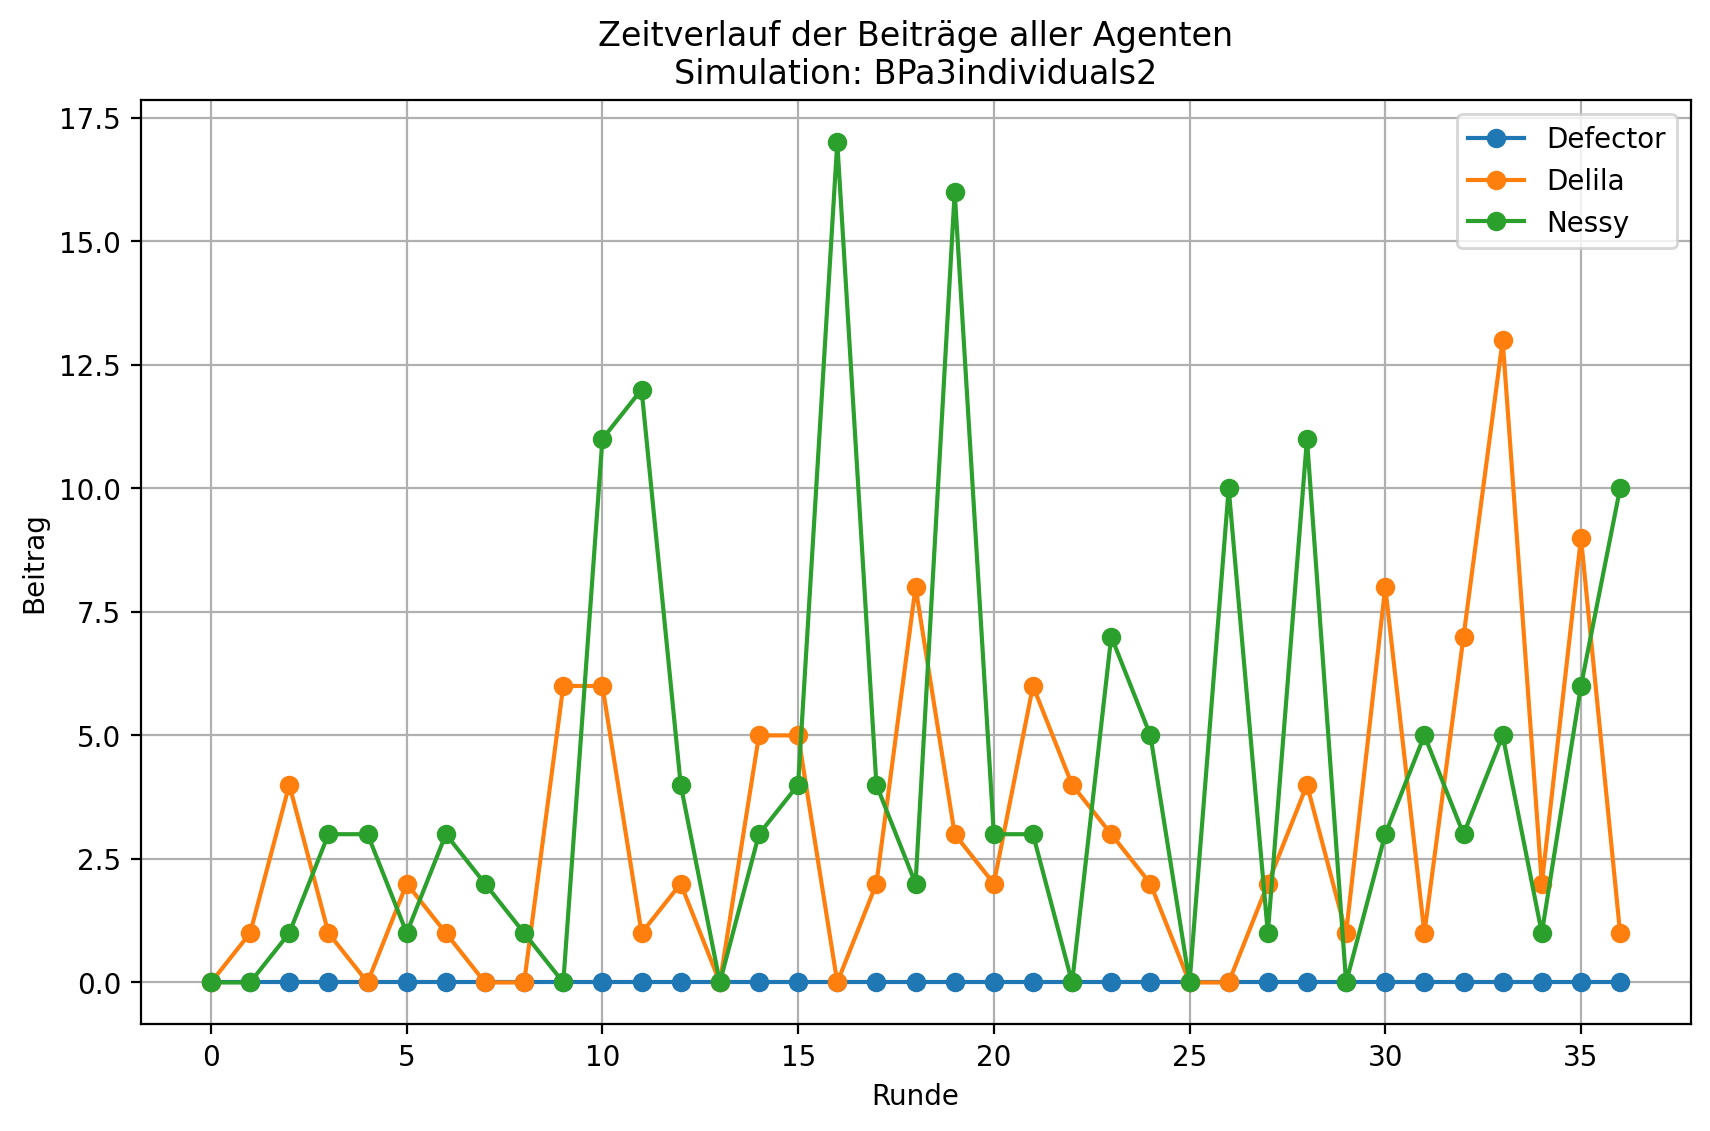 Zeitverlauf der Beiträge aller Agenten
Simulation: BPa3individuals2
17.5
15.0
12.5
10.0
7.5
5.0
2.5
0.0
Beitrag
Defector
Delila
Nessy
0 5 10 15 20 25 30 35
Runde